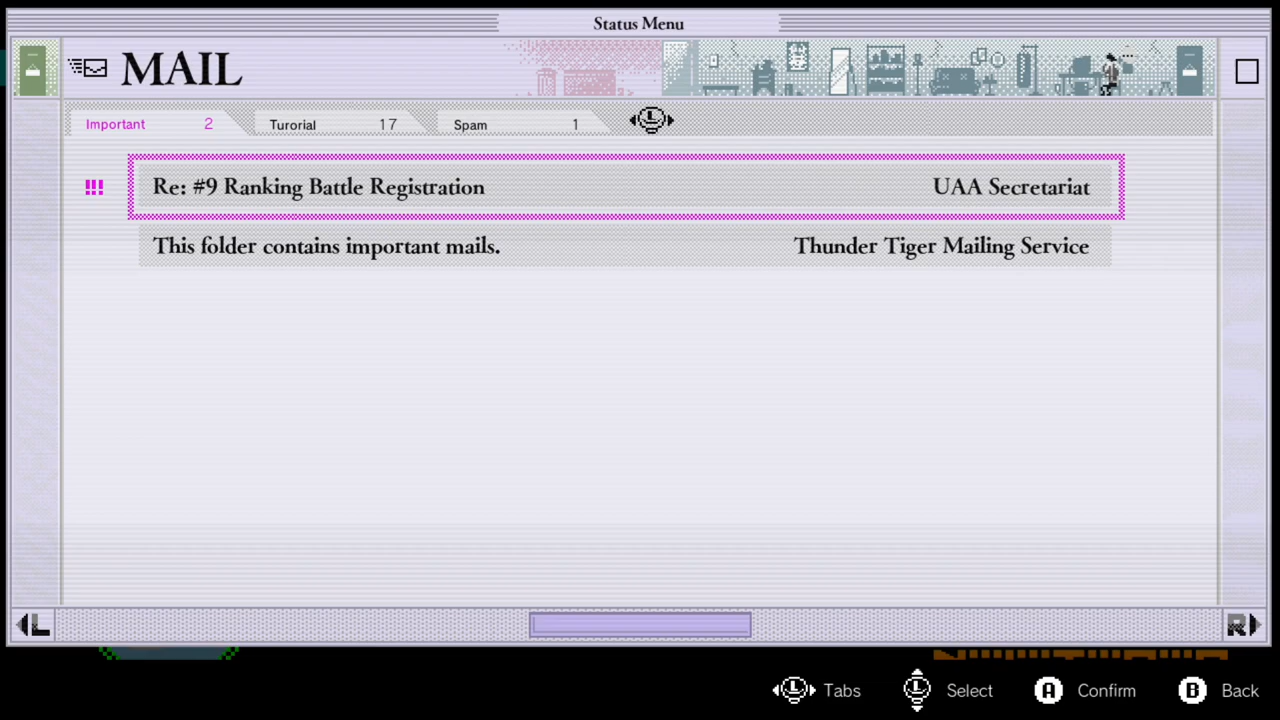 Status Menu
MAIL
Important 2 Turorial 17 Spam 1 L
!!! Re: #9 Ranking Battle Registration UAA Secretariat
This folder contains important mails. Thunder Tiger Mailing Service
L R
L Tabs L Select A Confirm B Back